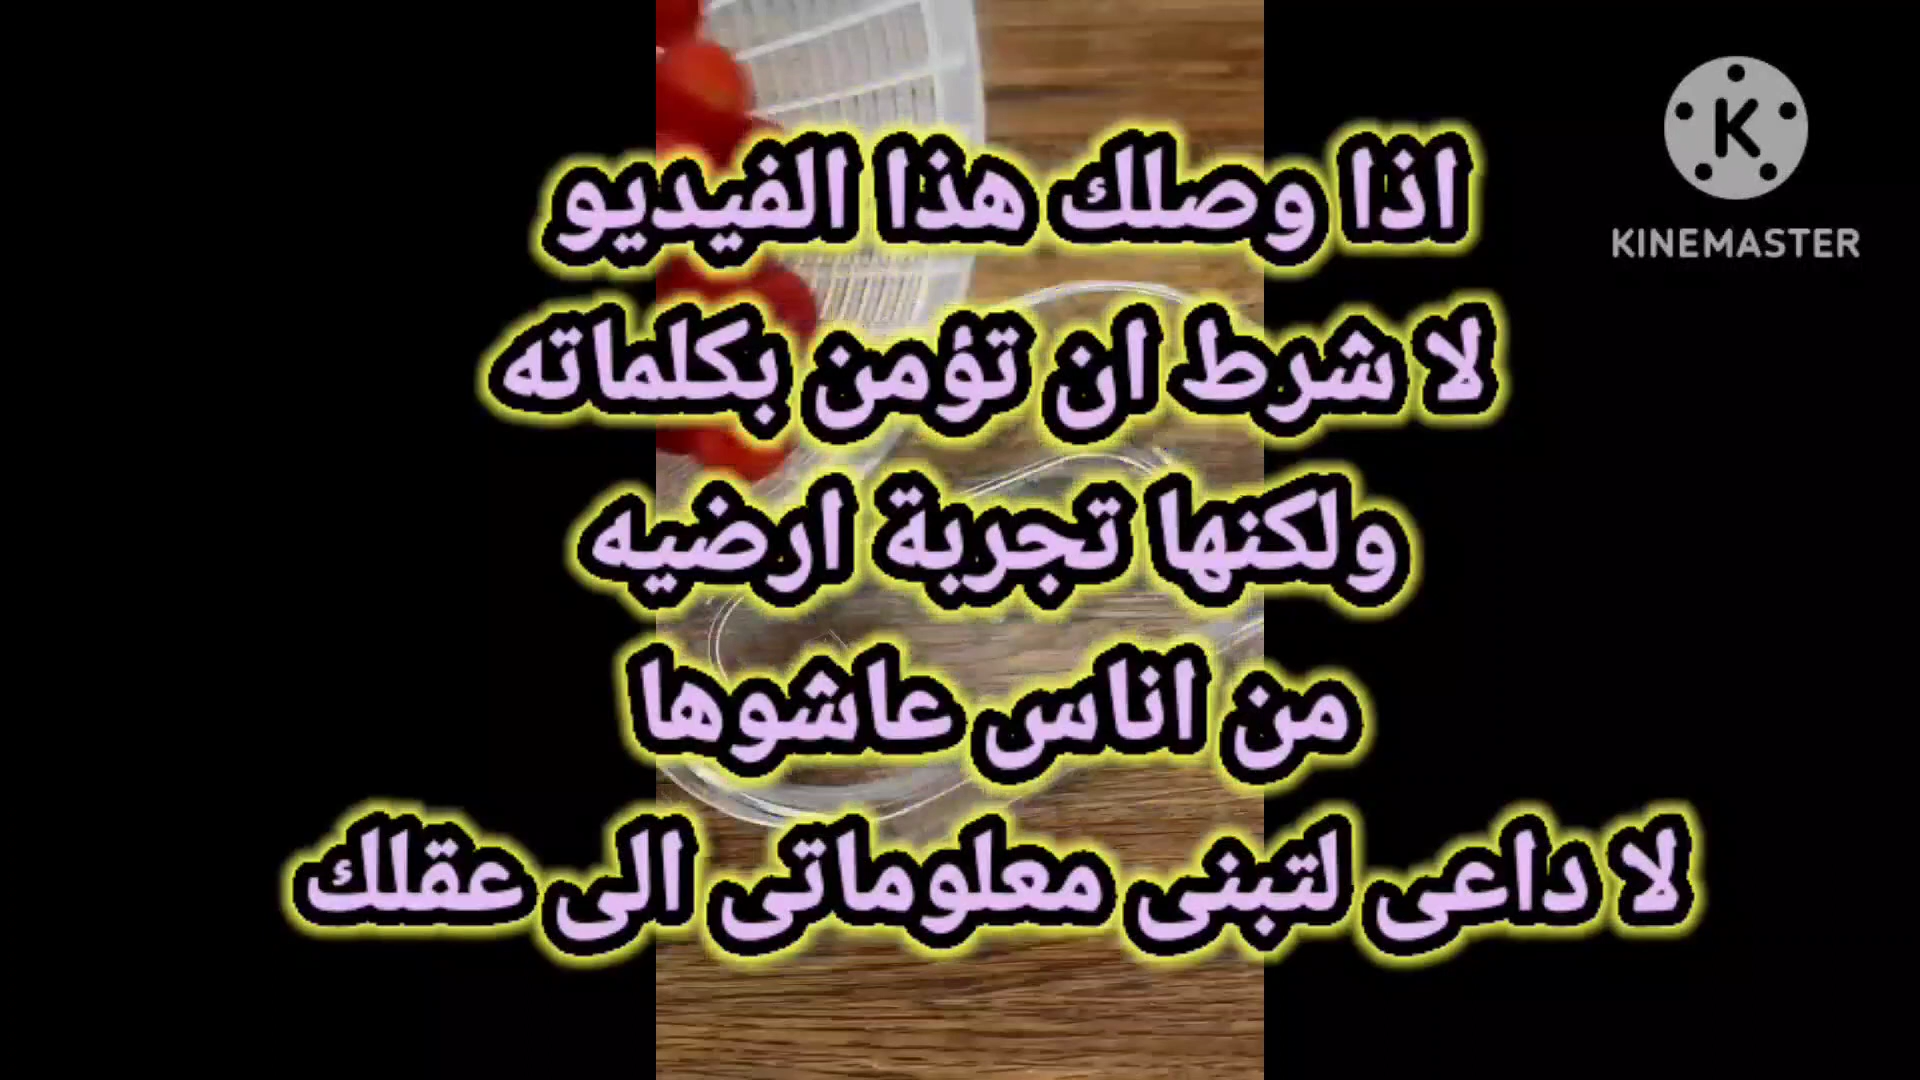 اذا وصلك هذا الفيديو
لا شرط ان تؤمن بكلماته
ولكنها تجربة ارضيه
من اناس عاشوها
لا داعى لتبنى معلوماتى الى عقلك
K
KINEMASTER